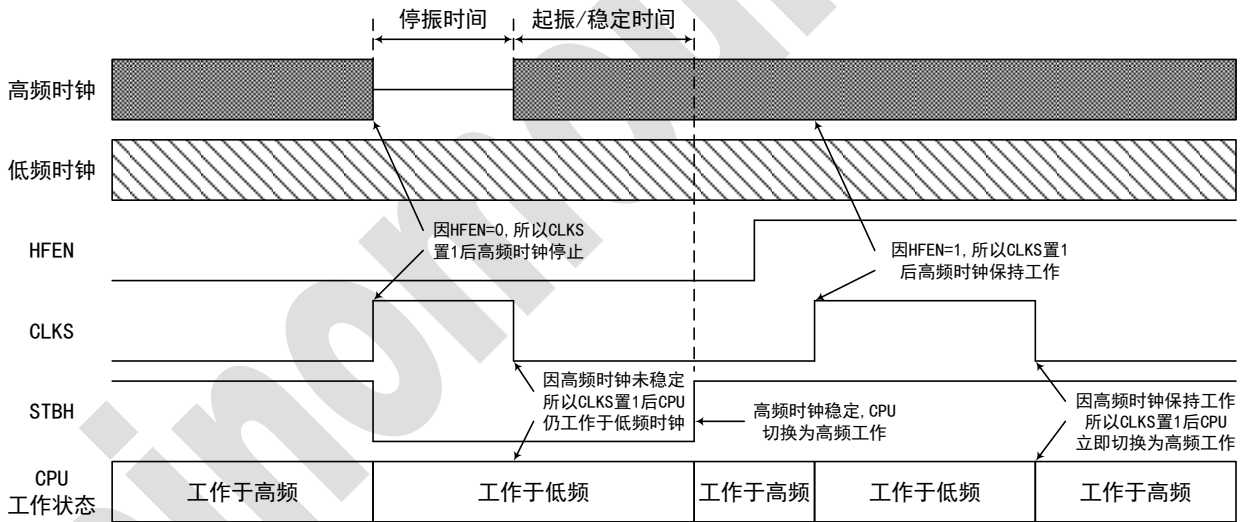 停振时间
起振/稳定时间
高频时钟
低频时钟
HFEN
因HFEN=0,所以CLKS
置1后高频时钟停止
因HFEN=1,所以CLKS置1
后高频时钟保持工作
CLKS
STBH
因高频时钟未稳定
所以CLKS置1后CPU
仍工作于低频时钟
高频时钟稳定,CPU
切换为高频工作
因高频时钟保持工作
所以CLKS置1后CPU
立即切换为高频工作
CPU
工作状态
工作于高频
工作于低频
工作于高频
工作于低频
工作于高频